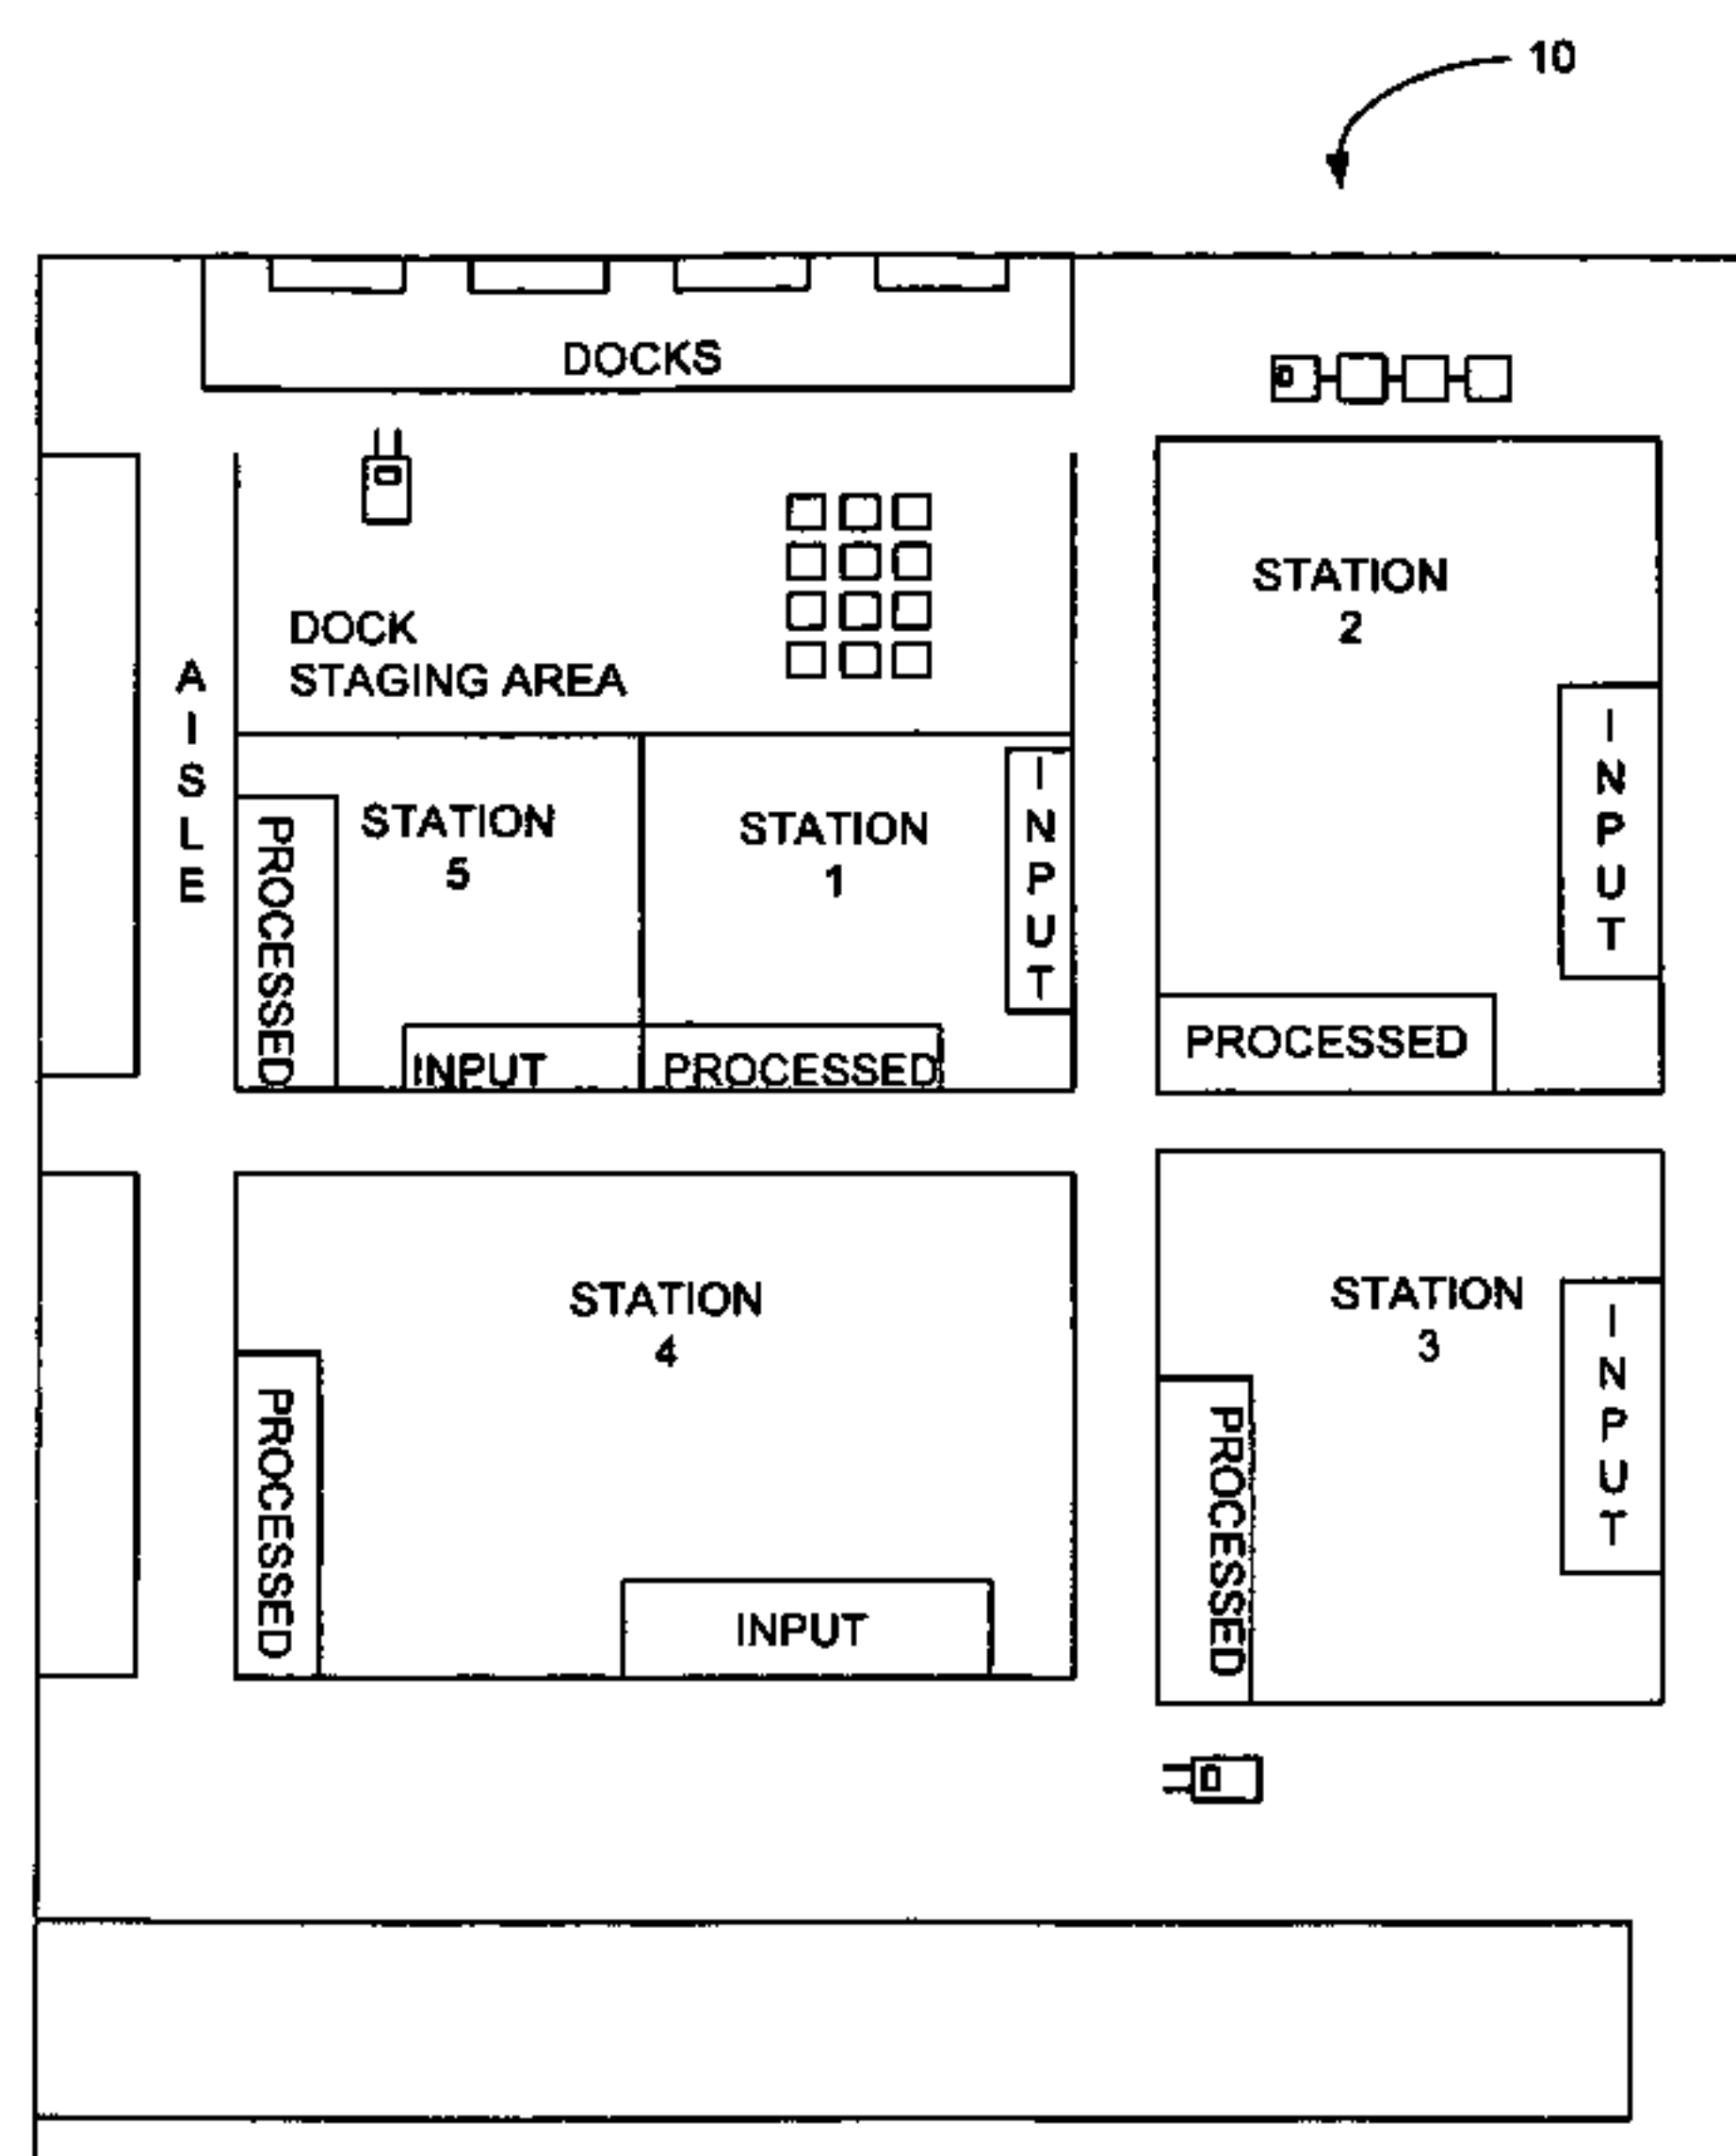 10
DOCKS
DOCK
STAGING AREA
AISLE
STATION
2
INPUT
PROCESSED
STATION
5
PROCESSED
INPUT
STATION
1
INPUT
PROCESSED
STATION
4
PROCESSED
INPUT
STATION
3
INPUT
PROCESSED